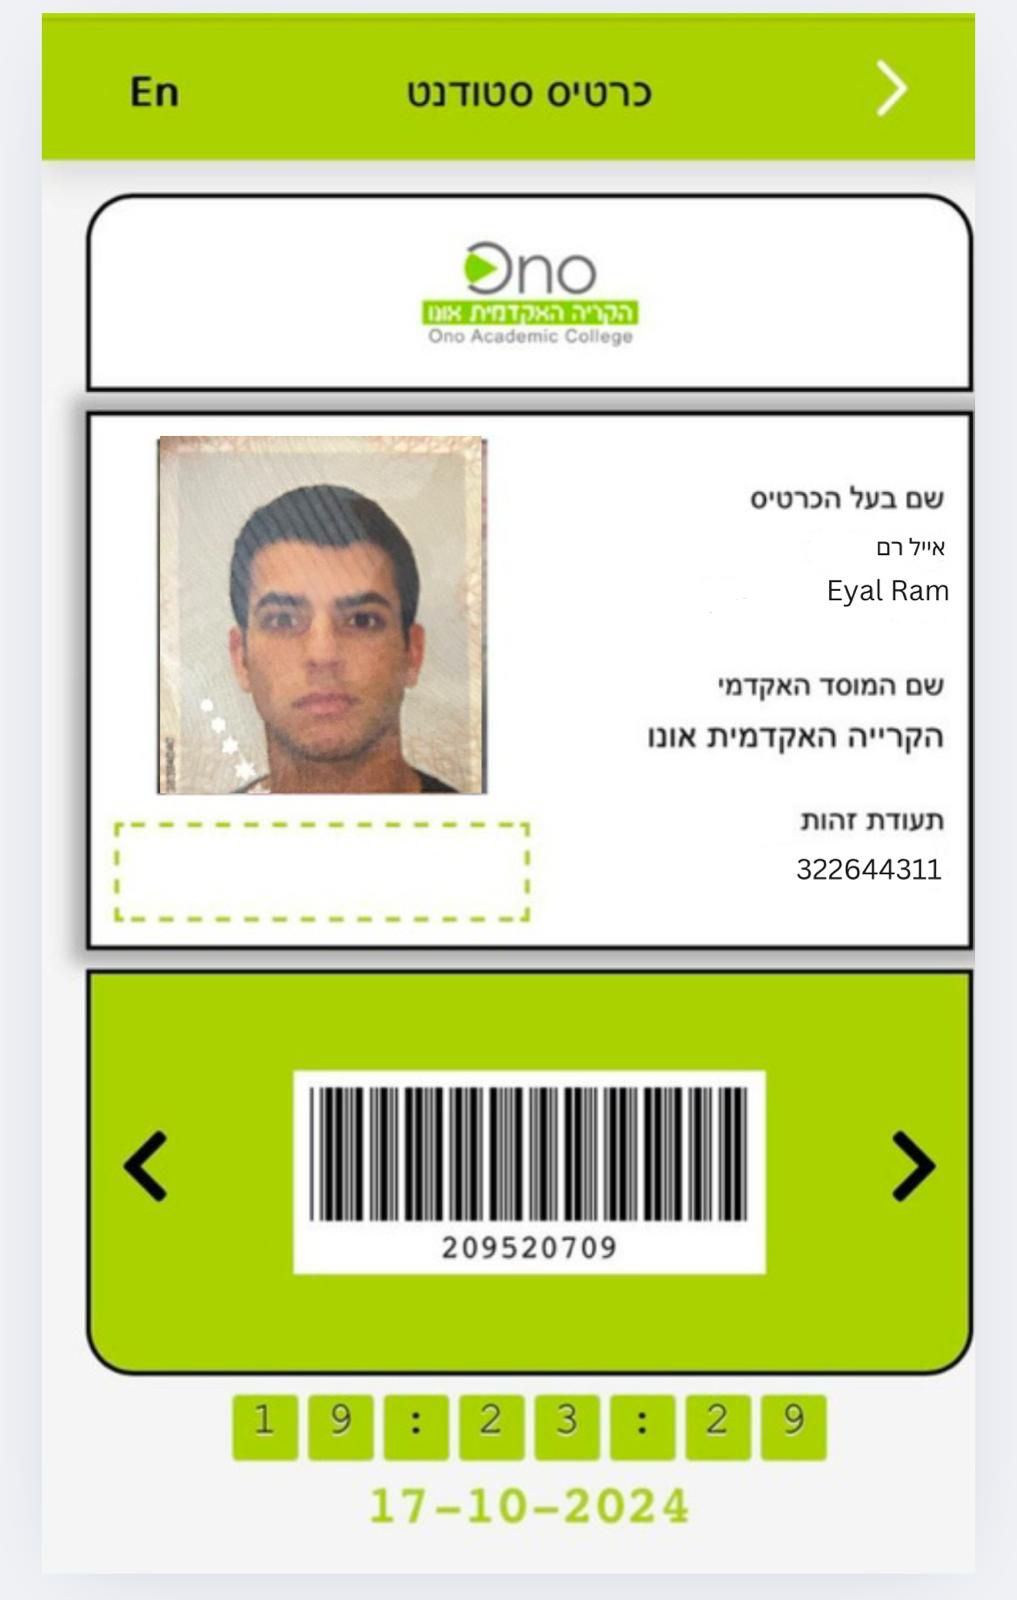 En
כרטיס סטודנט
Ono
הקריה האקדמית אונו
Ono Academic College
שם בעל הכרטיס
אייל רם
Eyal Ram
שם המוסד האקדמי
הקרייה האקדמית אונו
תעודת זהות
322644311
209520709
19:23:29
17-10-2024